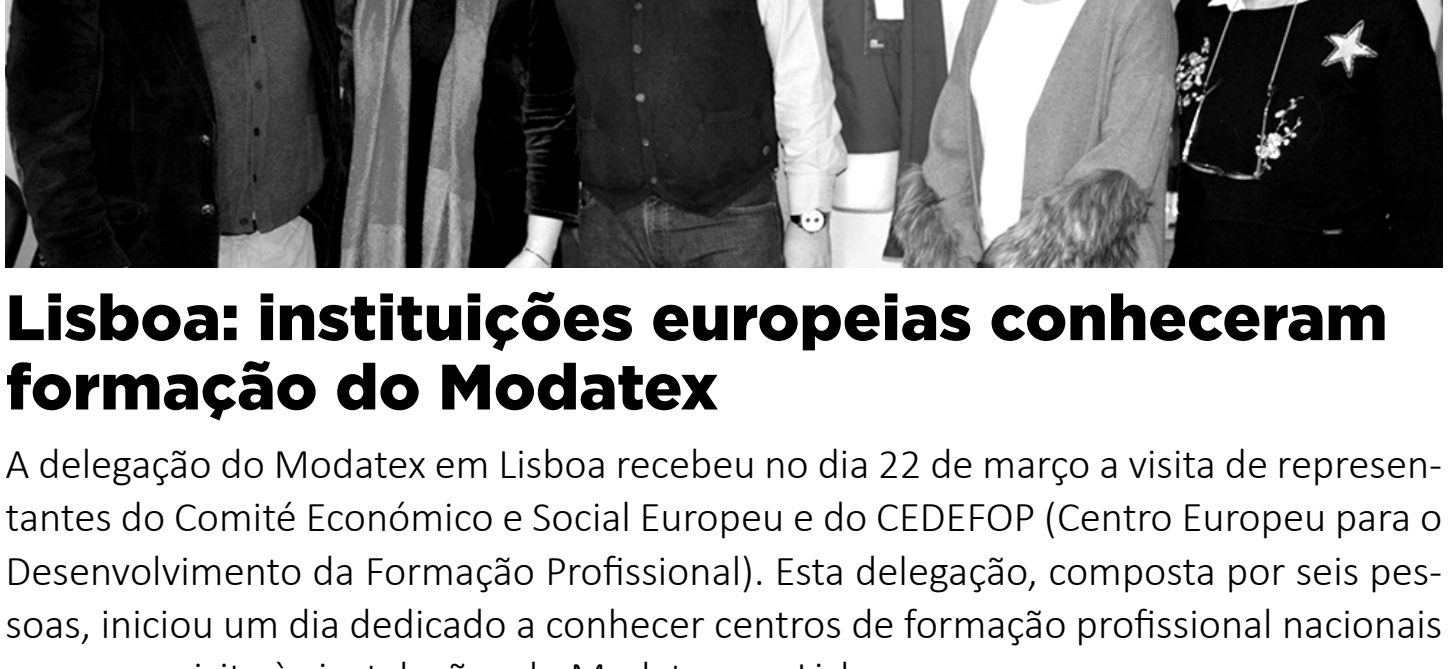 Lisboa: instituições europeias conheceram
formação do Modatex
A delegação do Modatex em Lisboa recebeu no dia 22 de março a visita de represen-
tantes do Comité Económico e Social Europeu e do CEDEFOP (Centro Europeu para o
Desenvolvimento da Formação Profissional). Esta delegação, composta por seis pes-
soas, iniciou um dia dedicado a conhecer centros de formação profissional nacionais